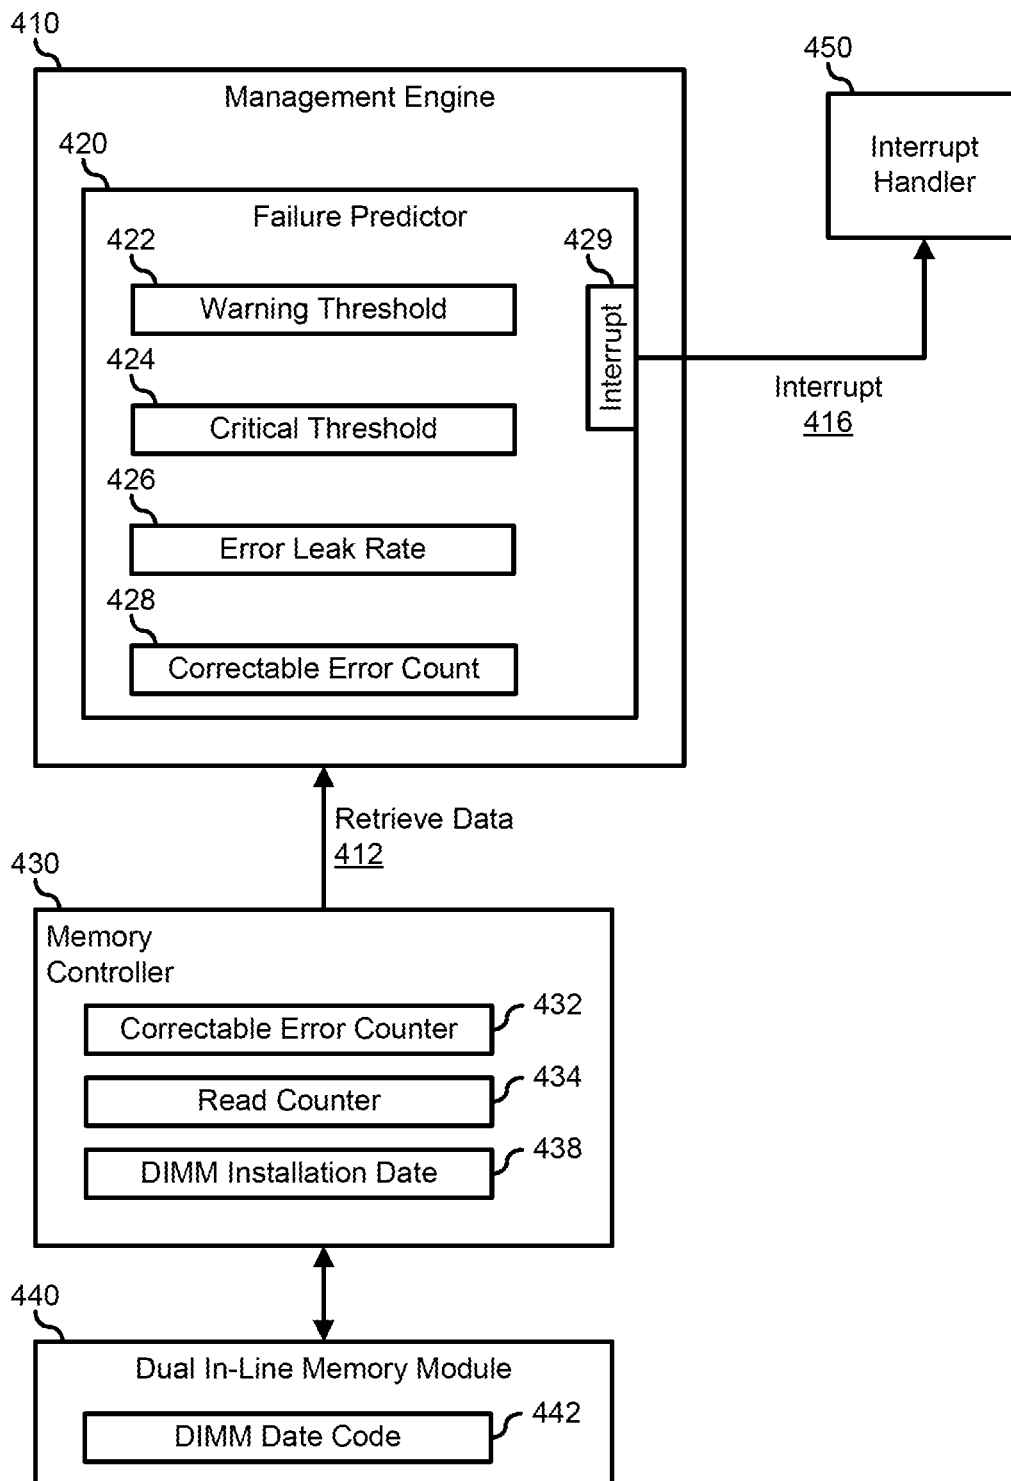 410
Management Engine
450
Interrupt
Handler
420
Failure Predictor
422
Warning Threshold
429
Interrupt
424
Critical Threshold
Interrupt
416
426
Error Leak Rate
428
Correctable Error Count
Retrieve Data
412
430
Memory
Controller
Correctable Error Counter
432
Read Counter
434
DIMM Installation Date
438
440
Dual In-Line Memory Module
DIMM Date Code
442